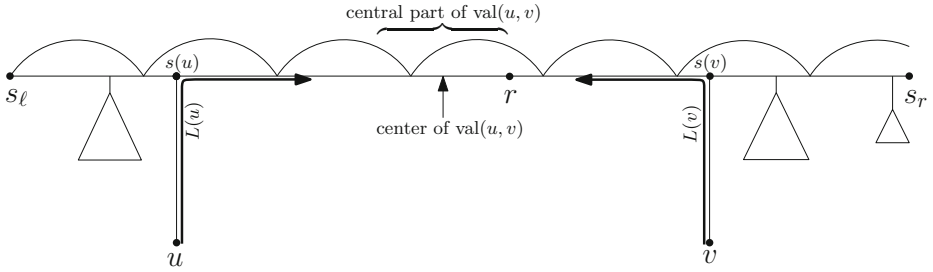 central part of val(u, v)
s(u) s(v)
sℓ r sr
L(u) L(v)
center of val(u, v)
u v